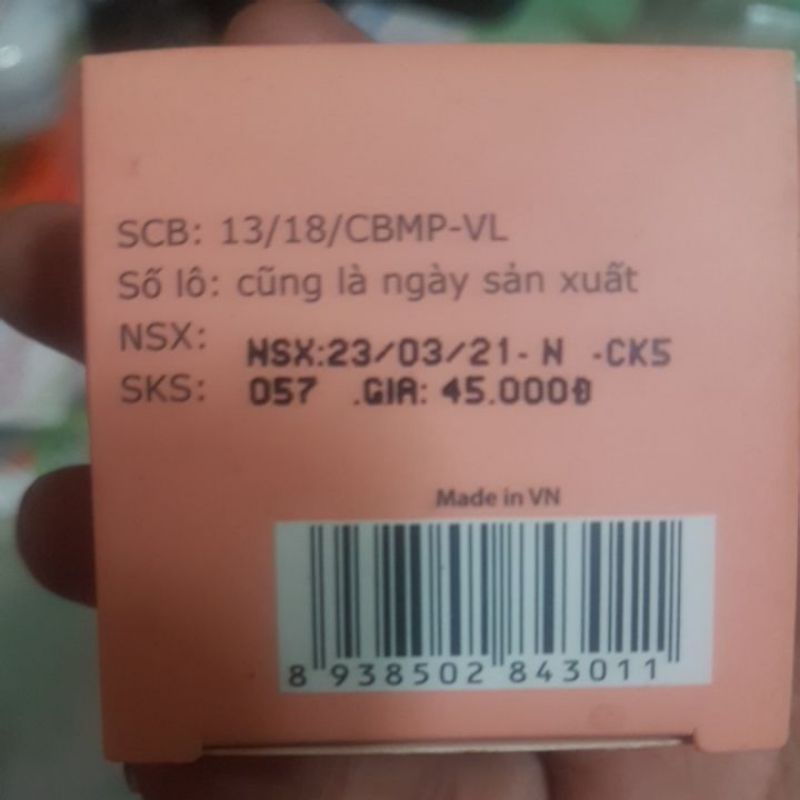 SCB: 13/18/CBMP-VL
Số lô: cũng là ngày sản xuất
NSX: NSX:23/03/21- N -CK5
SKS: 057 .GIA: 45.000Đ
Made in VN
8 938502 843011